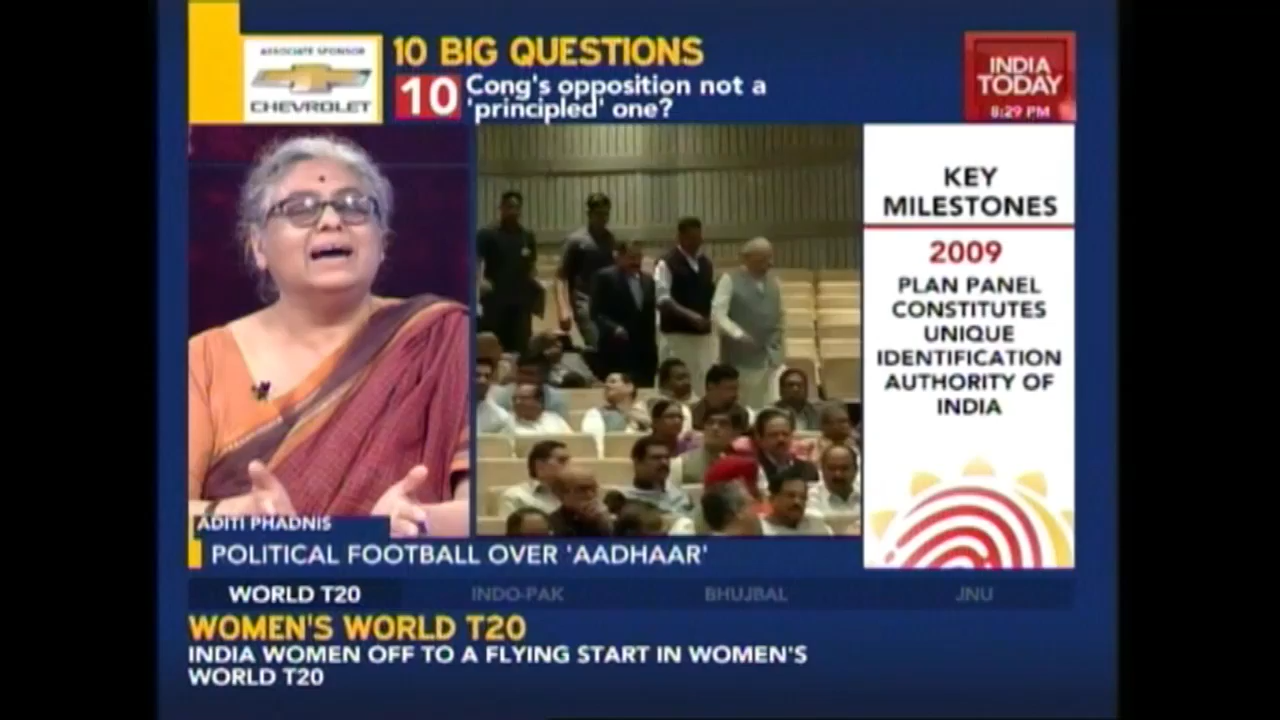 ASSOCIATE SPONSOR
CHEVROLET
10 BIG QUESTIONS
10
Cong's opposition not a
'principled' one?
INDIA
TODAY
8:29 PM
KEY
MILESTONES
2009
PLAN PANEL
CONSTITUTES
UNIQUE
IDENTIFICATION
AUTHORITY OF
INDIA
ADITI PHADNIS
POLITICAL FOOTBALL OVER 'AADHAAR'
WORLD T20
INDO-PAK
BHUJBAL
JNU
WOMEN'S WORLD T20
INDIA WOMEN OFF TO A FLYING START IN WOMEN'S
WORLD T20